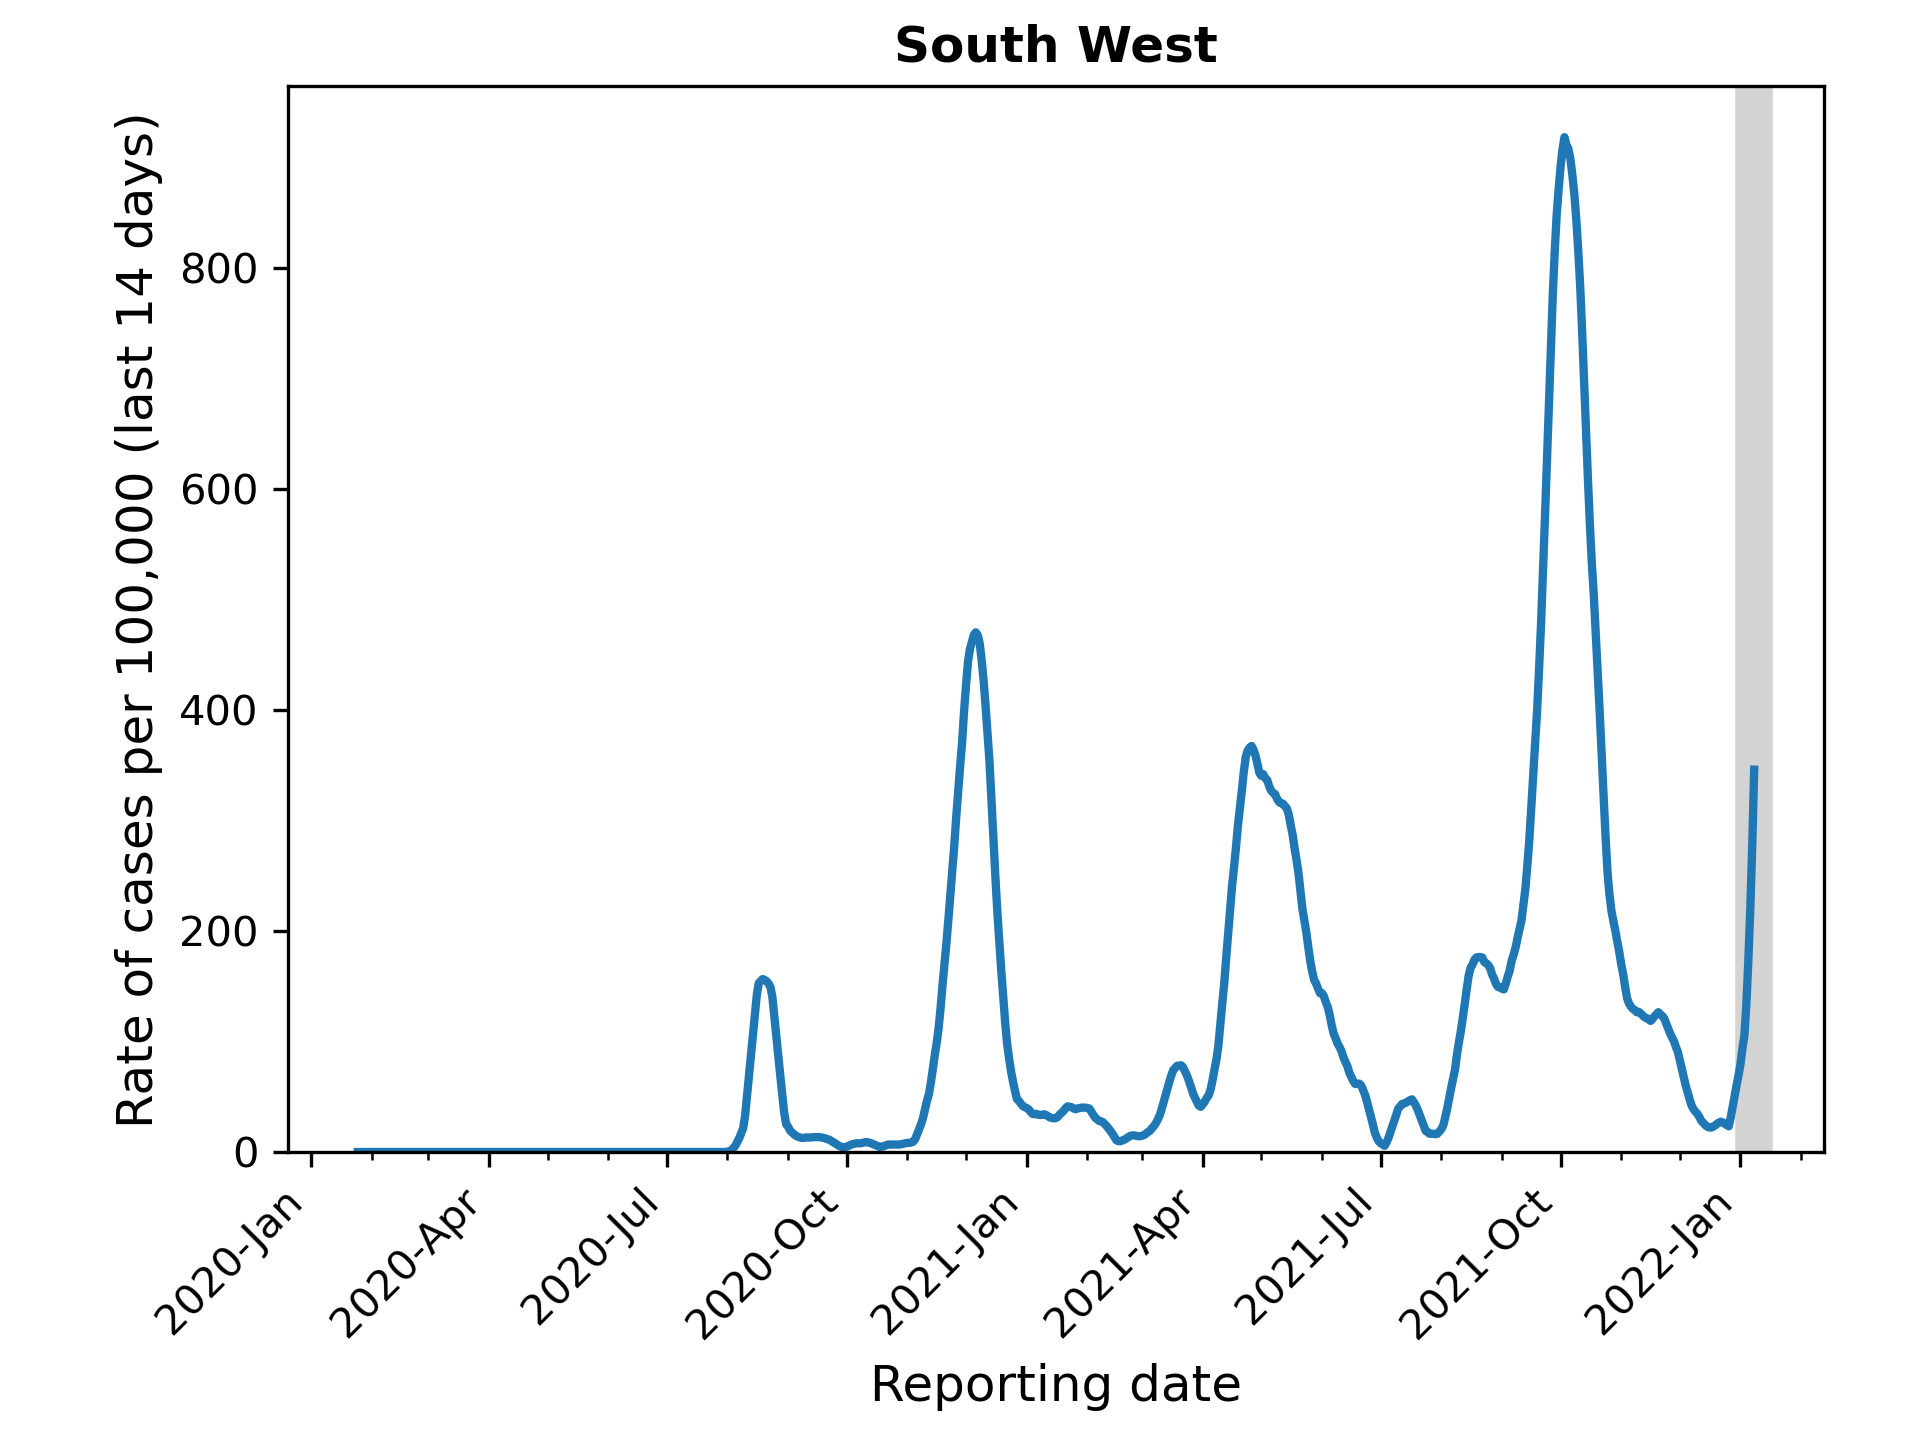 South West
Rate of cases per 100,000 (last 14 days)
800
600
400
200
0
2020-Jan
2020-Apr
2020-Jul
2020-Oct
2021-Jan
2021-Apr
2021-Jul
2021-Oct
2022-Jan
Reporting date